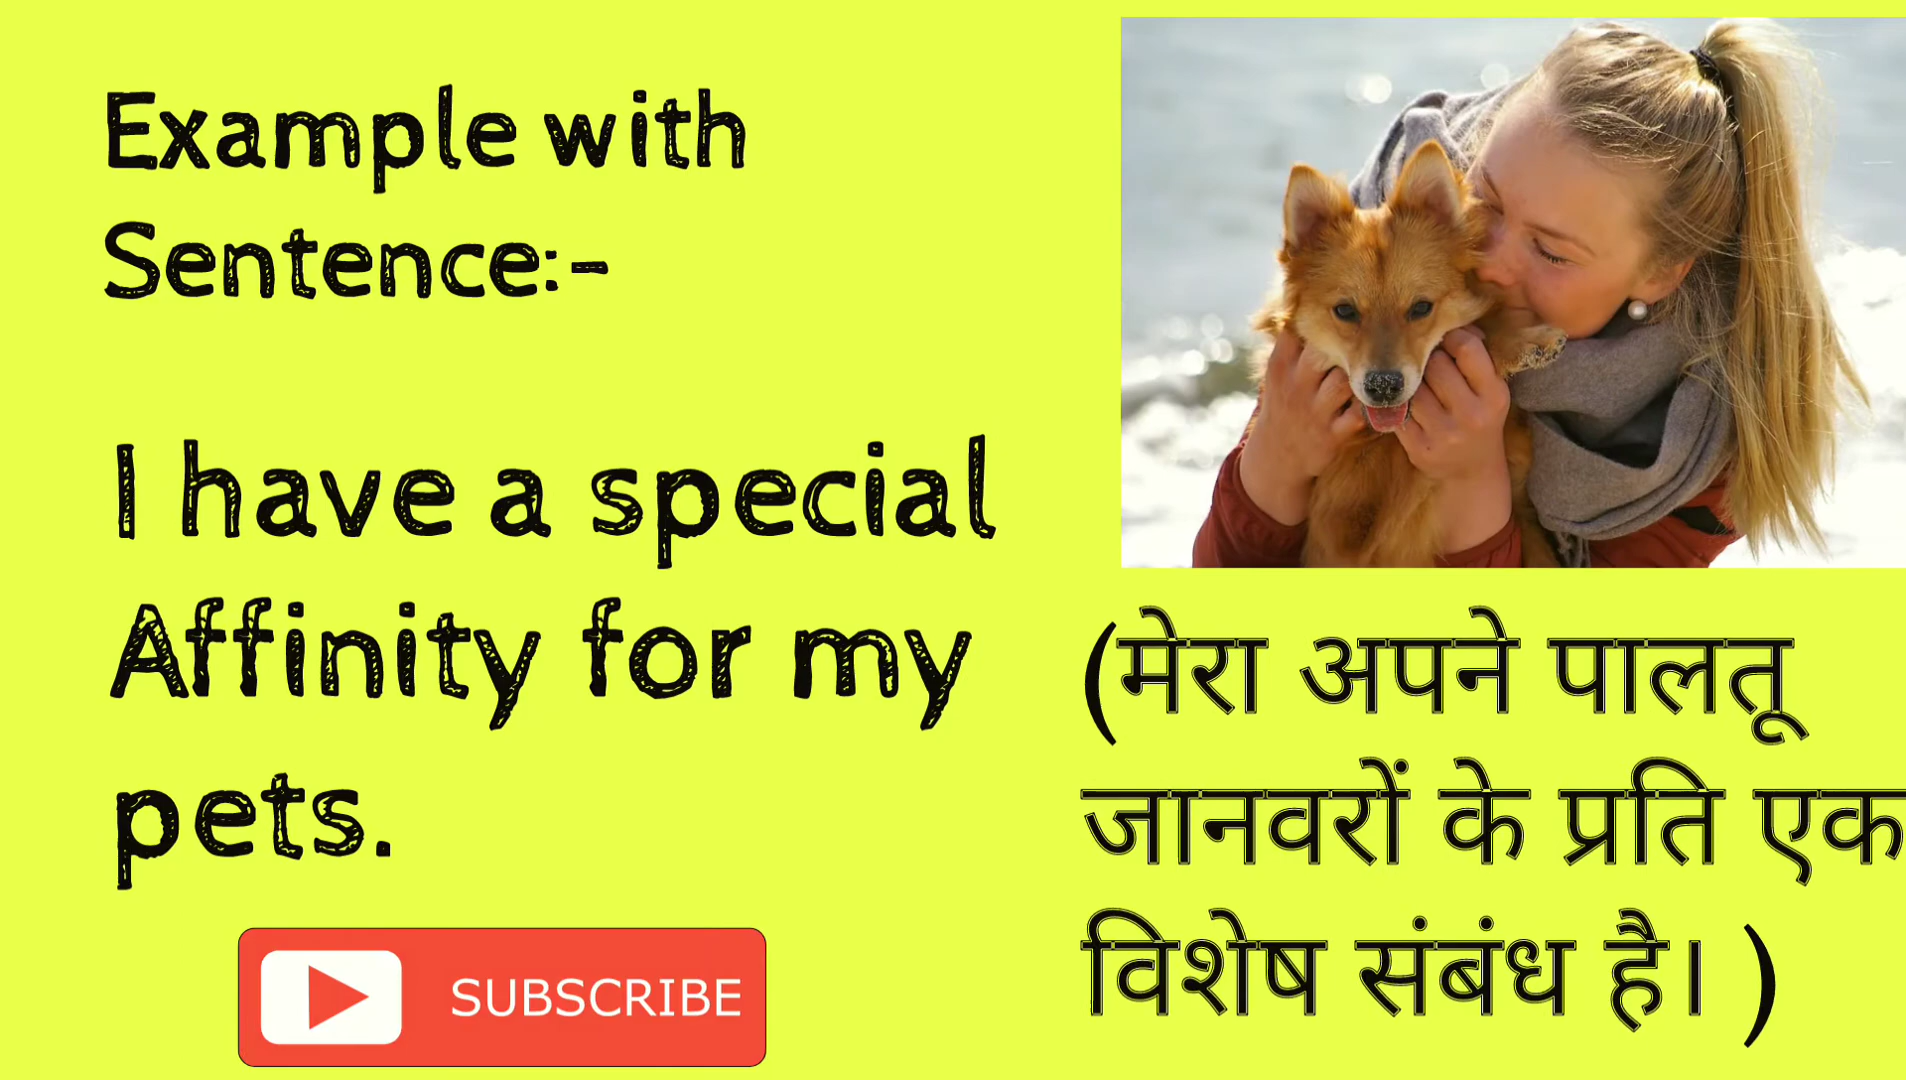 Example with
Sentence:-
I have a special
Affinity for my
pets.
SUBSCRIBE
(मेरा अपने पालतू
जानवरों के प्रति एक
विशेष संबंध है। )